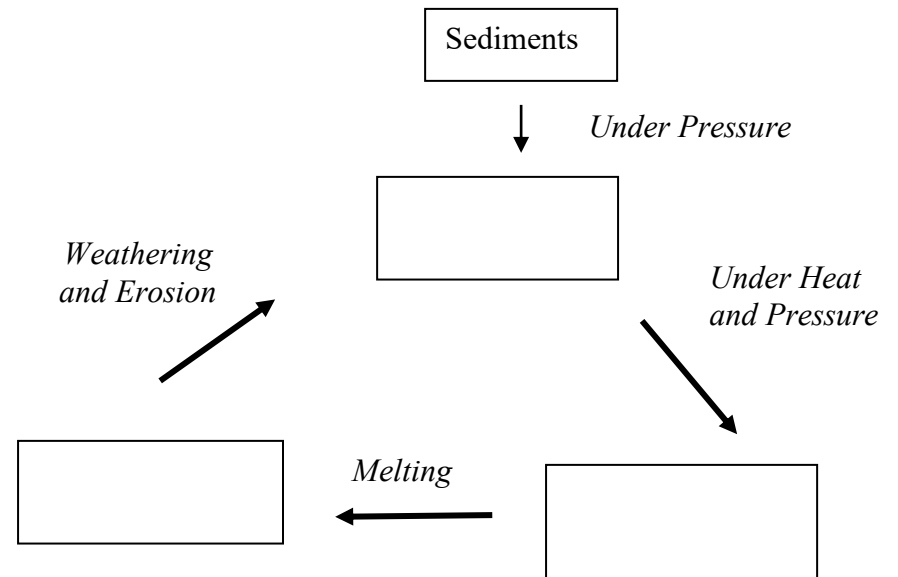 Sediments
Under Pressure
Weathering
and Erosion
Under Heat
and Pressure
Melting